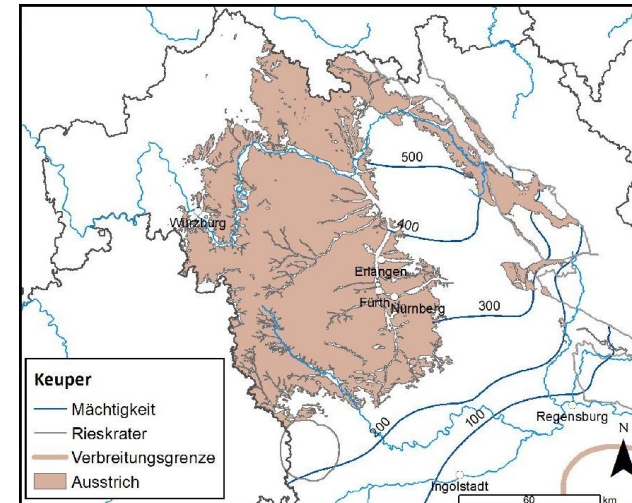 500
Würzburg
400
Erlangen
Fürth
Nürnberg
300
Keuper
Mächtigkeit
Rieskrater
Verbreitungsgrenze
Ausstrich
200
100
Regensburg
N
Ingolstadt
60
km